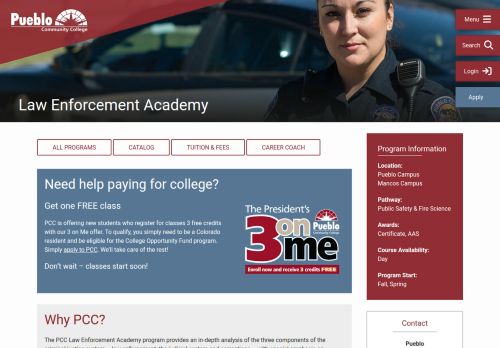 Pueblo
Community College
Menu
Search
Login
Apply
Law Enforcement Academy
ALL PROGRAMS
CATALOG
TUITION & FEES
CAREER COACH
Need help paying for college?
Get one FREE class
PCC is offering new students who register for classes 3 free credits
with our 3 on Me offer. To qualify, you simply need to be a Colorado
resident and be eligible for the College Opportunity Fund program.
Simply apply to PCC. We'll take care of the rest!
Don't wait – classes start soon!
The President's
3 on me
Pueblo
Community College
Enroll now and receive 3 credits FREE!
Why PCC?
The PCC Law Enforcement Academy program provides an in-depth analysis of the three components of the
Program Information
Location:
Pueblo Campus
Mancos Campus
Pathway:
Public Safety & Fire Science
Awards:
Certificate, AAS
Course Availability:
Day
Program Start:
Fall, Spring
Contact
Pueblo